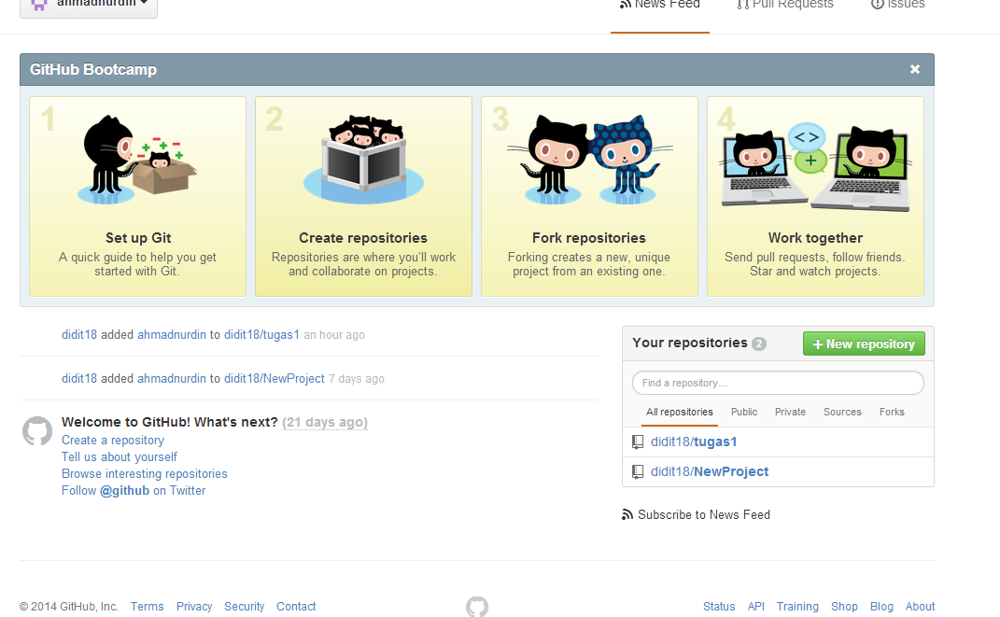 ahmadnurdin
News Feed
Pull Requests
Issues
GitHub Bootcamp
1
Set up Git
A quick guide to help you get
started with Git.
2
Create repositories
Repositories are where you'll work
and collaborate on projects.
3
Fork repositories
Forking creates a new, unique
project from an existing one.
4
<>
+
Work together
Send pull requests, follow friends.
Star and watch projects.
didit18 added ahmadnurdin to didit18/tugas1 an hour ago
didit18 added ahmadnurdin to didit18/NewProject 7 days ago
Welcome to GitHub! What's next? (21 days ago)
Create a repository
Tell us about yourself
Browse interesting repositories
Follow @github on Twitter
Your repositories 2
+ New repository
Find a repository...
All repositories Public Private Sources Forks
didit18/tugas1
didit18/NewProject
Subscribe to News Feed
© 2014 GitHub, Inc. Terms Privacy Security Contact
Status API Training Shop Blog About